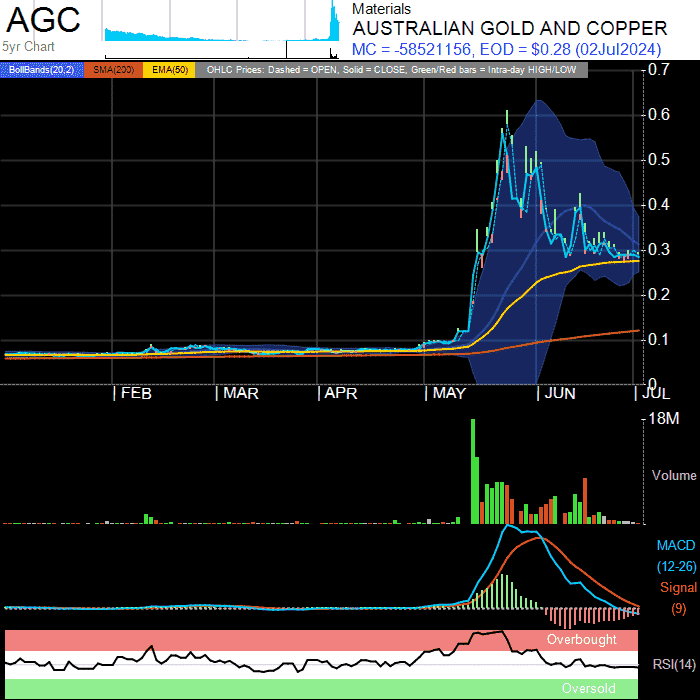 AGC
5yr Chart
Materials
AUSTRALIAN GOLD AND COPPER
MC = -58521156, EOD = $0.28 (02Jul2024)
BollBands(20,2) SMA(200) EMA(50) OHLC Prices: Dashed = OPEN, Solid = CLOSE, Green/Red bars = Intra-day HIGH/LOW
0.7
0.6
0.5
0.4
0.3
0.2
0.1
0
FEB MAR APR MAY JUN JUL
18M
Volume
MACD
(12-26)
Signal
(9)
Overbought
RSI(14)
Oversold